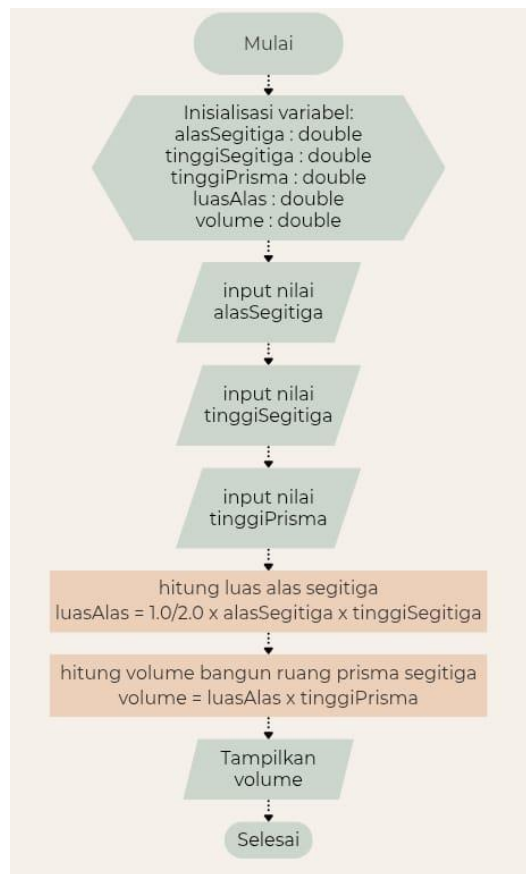 Mulai
Inisialisasi variabel:
alasSegitiga : double
tinggiSegitiga : double
tinggiPrisma : double
luasAlas : double
volume : double
input nilai
alasSegitiga
input nilai
tinggiSegitiga
input nilai
tinggiPrisma
hitung luas alas segitiga
luasAlas = 1.0/2.0 x alasSegitiga x tinggiSegitiga
hitung volume bangun ruang prisma segitiga
volume = luasAlas x tinggiPrisma
Tampilkan
volume
Selesai